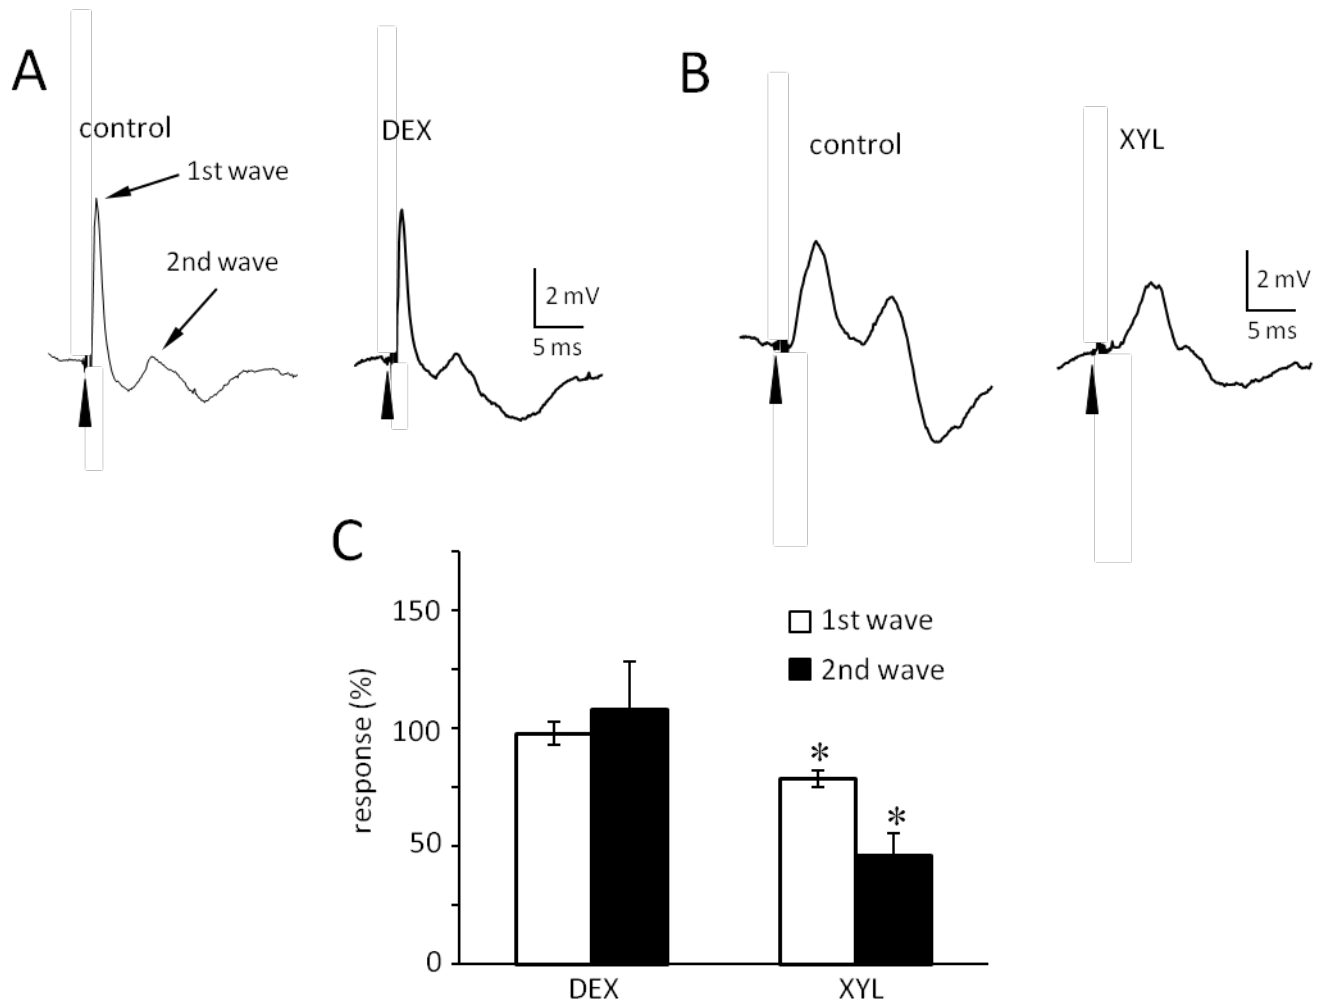 A
control
1st wave
2nd wave
DEX
2 mV
5 ms
B
control
XYL
2 mV
5 ms
C
response (%)
150
100
50
0
1st wave
2nd wave
*
*
DEX
XYL